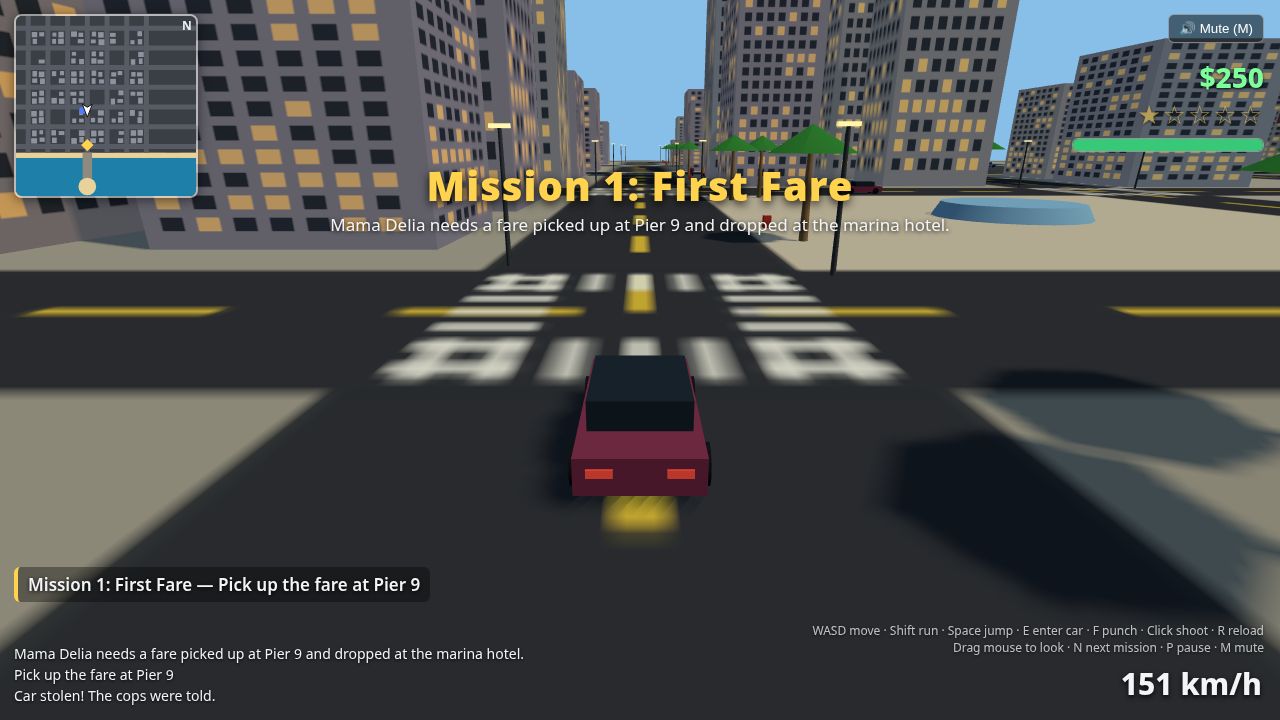 N
🔊 Mute (M)
$250
★☆☆☆☆
Mission 1: First Fare
Mama Delia needs a fare picked up at Pier 9 and dropped at the marina hotel.
Mission 1: First Fare — Pick up the fare at Pier 9
Mama Delia needs a fare picked up at Pier 9 and dropped at the marina hotel.
Pick up the fare at Pier 9
Car stolen! The cops were told.
WASD move · Shift run · Space jump · E enter car · F punch · Click shoot · R reload
Drag mouse to look · N next mission · P pause · M mute
151 km/h